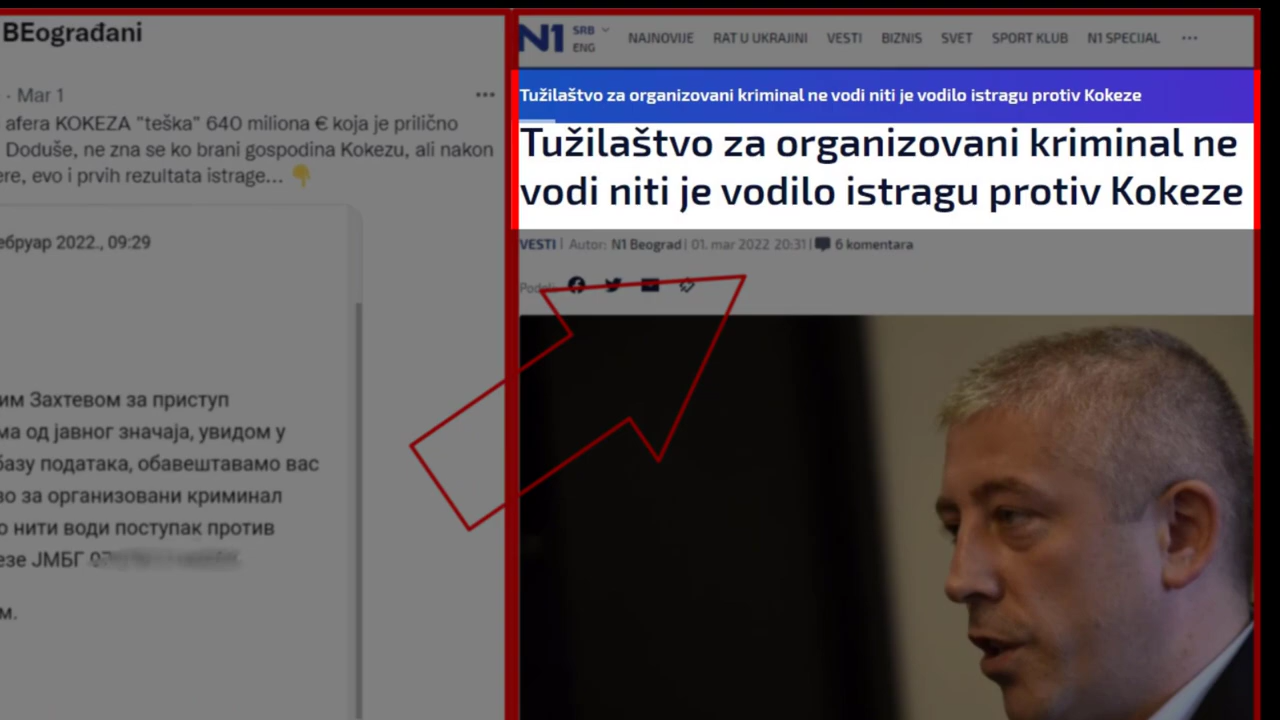 BEograđani
· Mar 1
afera KOKEZA "teška" 640 miliona € koja je prilično
Doduše, ne zna se ko brani gospodina Kokezu, ali nakon
ere, evo i prvih rezultata istrage...
ебруар 2022., 09:29
им Захтевом за приступ
ма од јавног значаја, увидом у
базу података, обавештавамо вас
во за организовани криминал
о нити води поступак против
езе ЈМБГ
м.
N1
SRB
ENG
NAJNOVIJE RAT U UKRAJINI VESTI BIZNIS SVET SPORT KLUB N1 SPECIJAL
Tužilaštvo za organizovani kriminal ne vodi niti je vodilo istragu protiv Kokeze
Tužilaštvo za organizovani kriminal ne
vodi niti je vodilo istragu protiv Kokeze
VESTI | Autor: N1 Beograd | 01. mar 2022 20:31 | 6 komentara
Podeli: